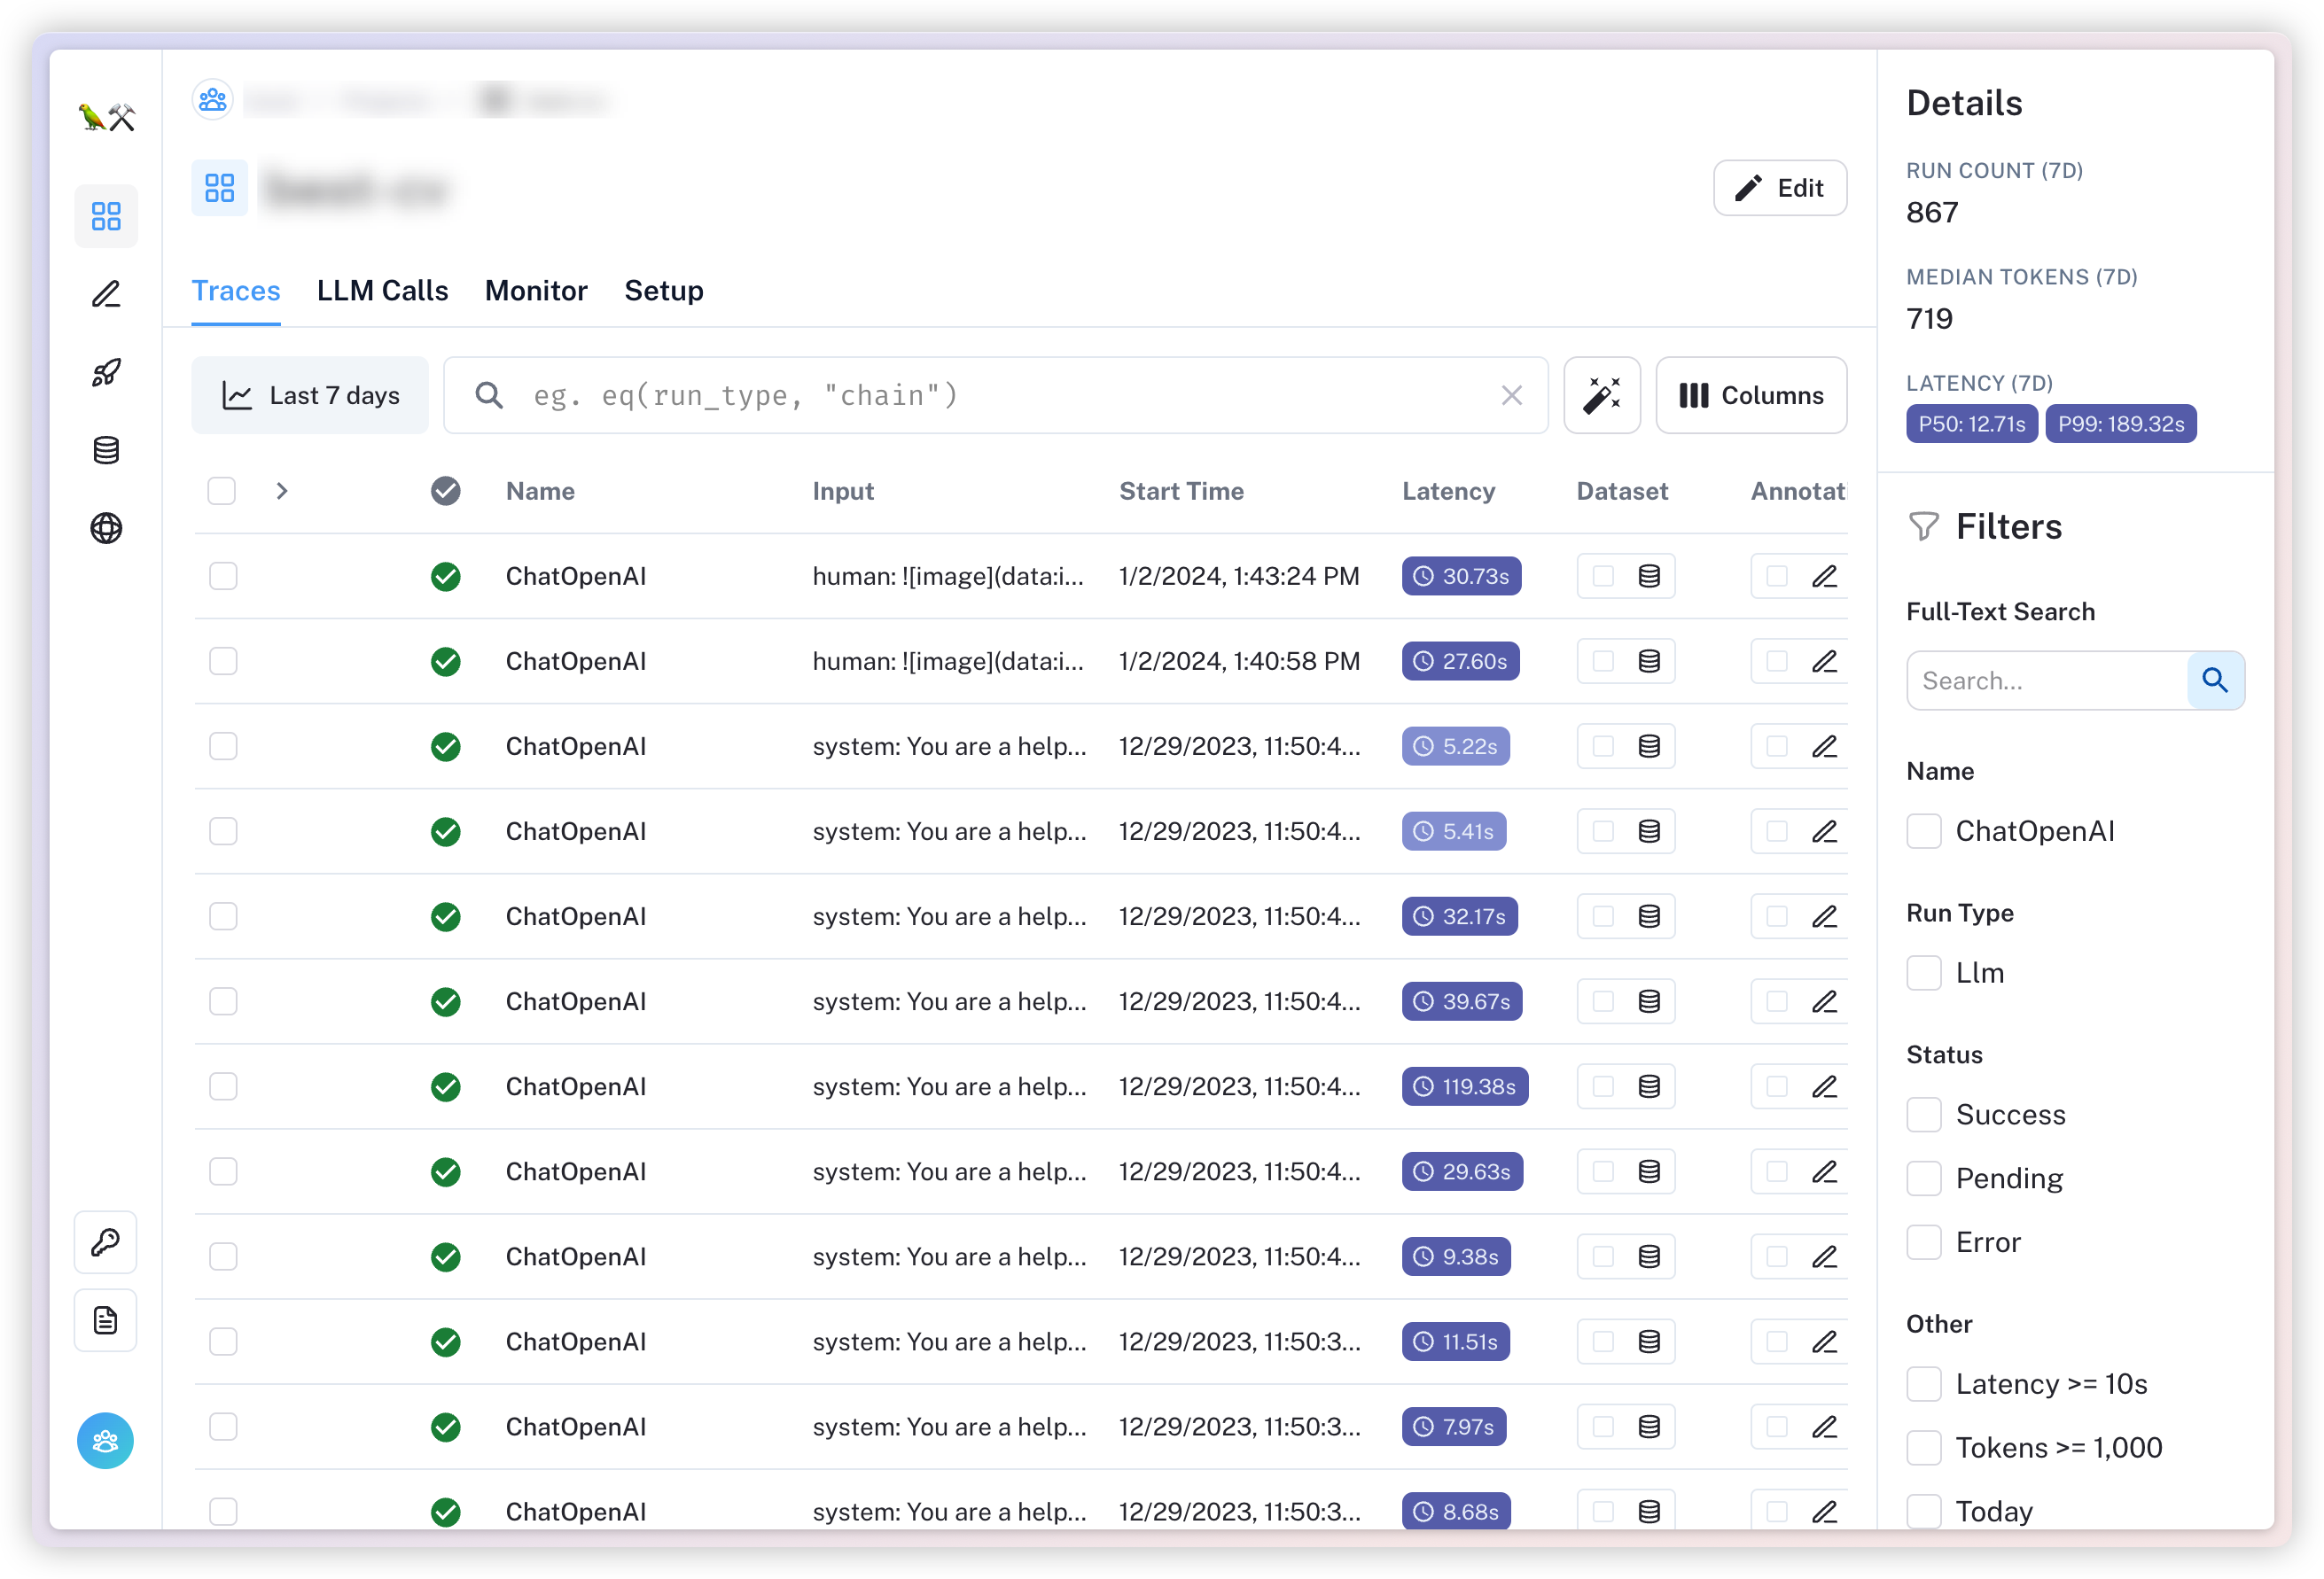 Edit
Traces LLM Calls Monitor Setup
Last 7 days eg. eq(run_type, "chain") Columns
Name Input Start Time Latency Dataset Annotati
ChatOpenAI human: ![image](data:i... 1/2/2024, 1:43:24 PM 30.73s
ChatOpenAI human: ![image](data:i... 1/2/2024, 1:40:58 PM 27.60s
ChatOpenAI system: You are a help... 12/29/2023, 11:50:4... 5.22s
ChatOpenAI system: You are a help... 12/29/2023, 11:50:4... 5.41s
ChatOpenAI system: You are a help... 12/29/2023, 11:50:4... 32.17s
ChatOpenAI system: You are a help... 12/29/2023, 11:50:4... 39.67s
ChatOpenAI system: You are a help... 12/29/2023, 11:50:4... 119.38s
ChatOpenAI system: You are a help... 12/29/2023, 11:50:4... 29.63s
ChatOpenAI system: You are a help... 12/29/2023, 11:50:4... 9.38s
ChatOpenAI system: You are a help... 12/29/2023, 11:50:3... 11.51s
ChatOpenAI system: You are a help... 12/29/2023, 11:50:3... 7.97s
ChatOpenAI system: You are a help... 12/29/2023, 11:50:3... 8.68s
Details
RUN COUNT (7D)
867
MEDIAN TOKENS (7D)
719
LATENCY (7D)
P50: 12.71s P99: 189.32s
Filters
Full-Text Search
Search...
Name
ChatOpenAI
Run Type
Llm
Status
Success
Pending
Error
Other
Latency >= 10s
Tokens >= 1,000
Today